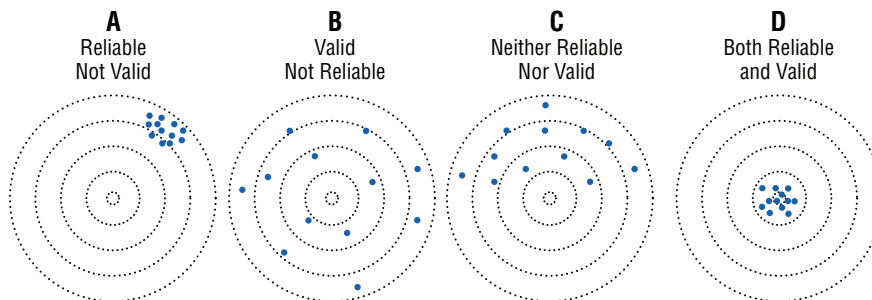 A
Reliable
Not Valid
B
Valid
Not Reliable
C
Neither Reliable
Nor Valid
D
Both Reliable
and Valid